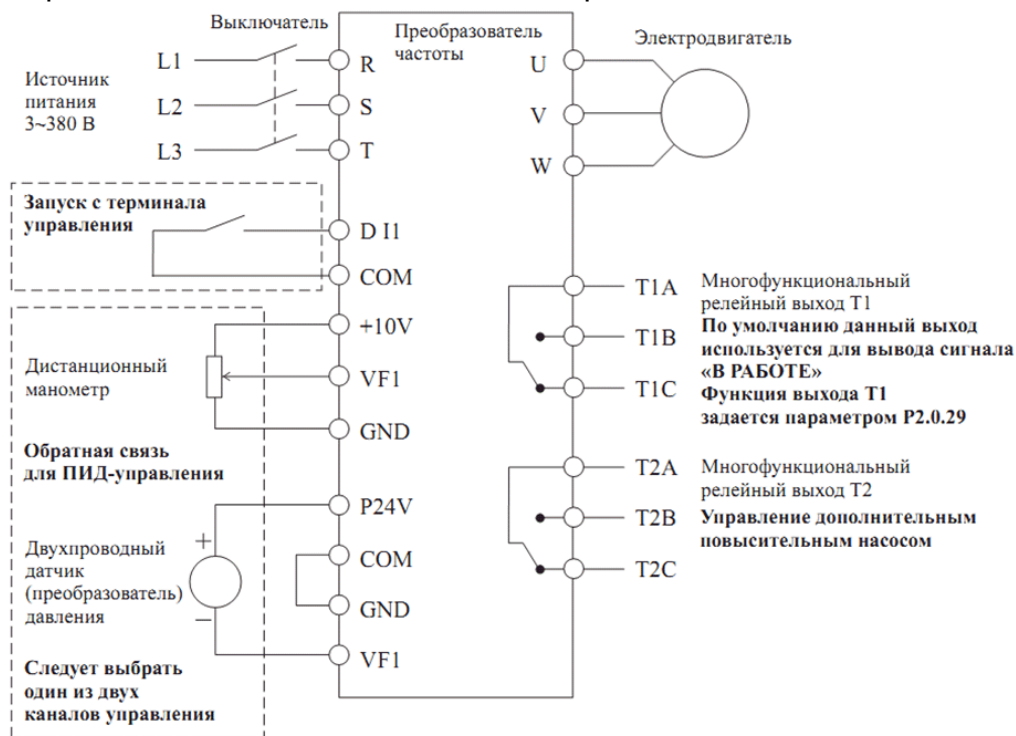 Выключатель
Преобразователь
частоты
Электродвигатель
Источник
питания
3~380 В
L1
L2
L3
R
S
T
U
V
W
Запуск с терминала
управления
D I1
COM
Дистанционный
манометр
+10V
VF1
GND
Обратная связь
для ПИД-управления
Двухпроводный
датчик
(преобразователь)
давления
+
−
P24V
COM
GND
VF1
Следует выбрать
один из двух
каналов управления
T1A
T1B
T1C
Многофункциональный
релейный выход T1
По умолчанию данный выход
используется для вывода сигнала
«В РАБОТЕ»
Функция выхода T1
задается параметром P2.0.29
T2A
T2B
T2C
Многофункциональный
релейный выход T2
Управление дополнительным
повысительным насосом